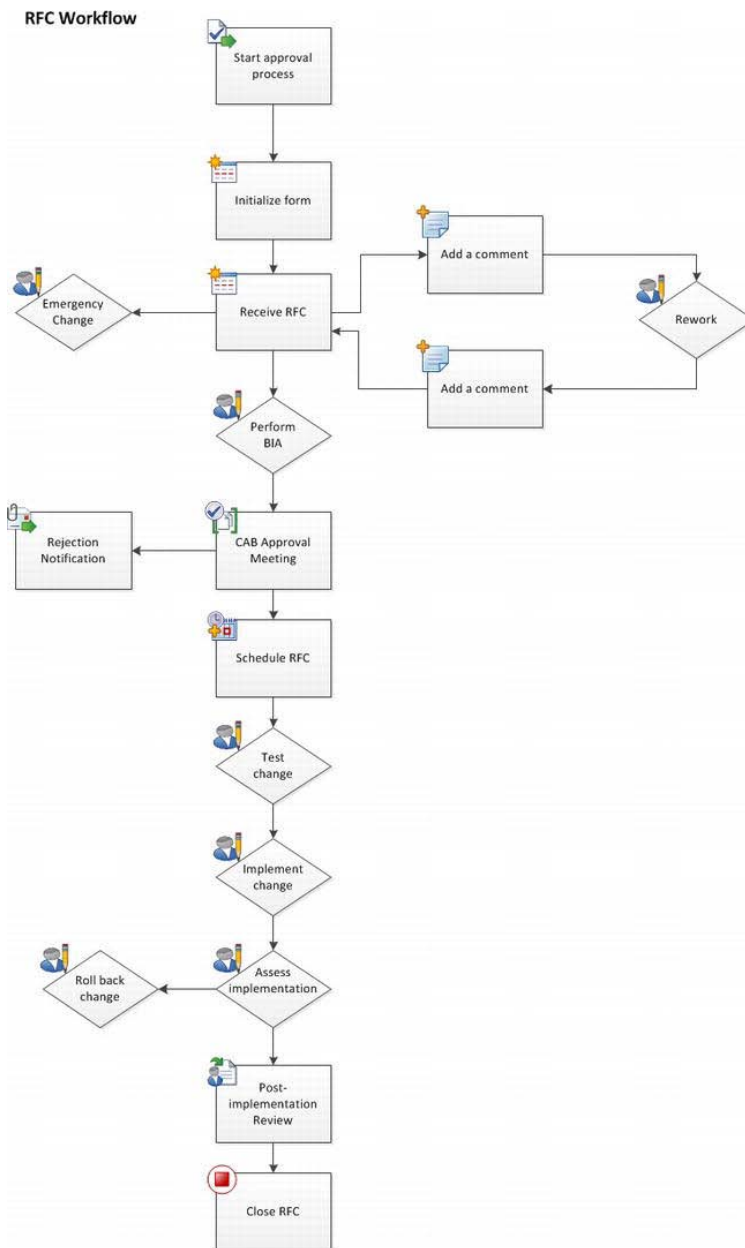 RFC Workflow
Start approval
process
Initialize form
Add a comment
Emergency
Change
Receive RFC
Rework
Add a comment
Perform
BIA
Rejection
Notification
CAB Approval
Meeting
Schedule RFC
Test
change
Implement
change
Roll back
change
Assess
implementation
Post-
implementation
Review
Close RFC